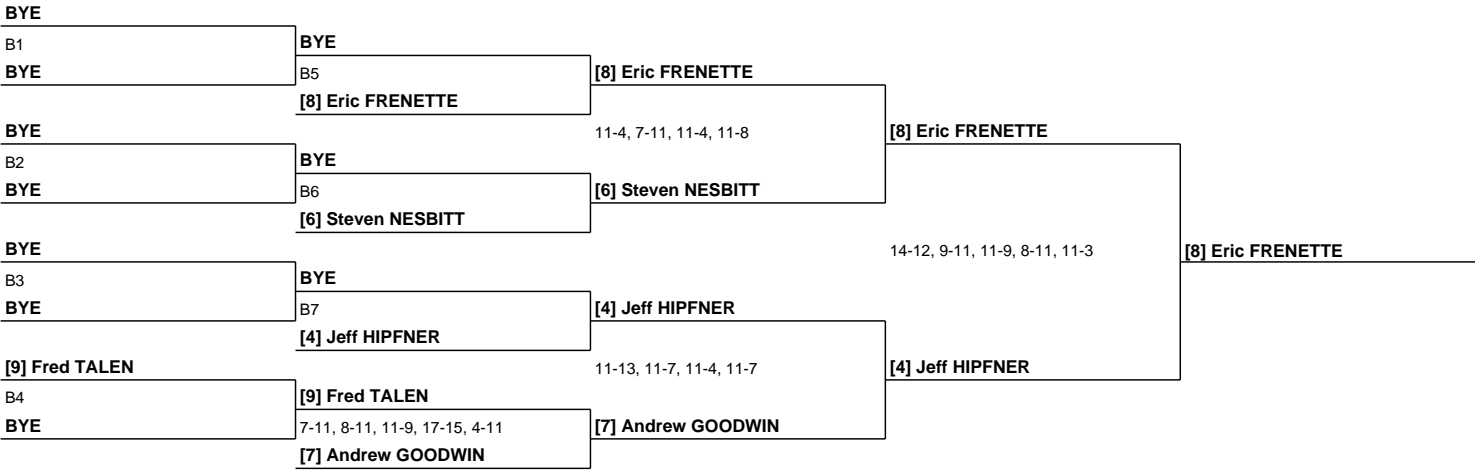 BYE
B1
BYE
BYE
B5
[8] Eric FRENETTE
[8] Eric FRENETTE
BYE
11-4, 7-11, 11-4, 11-8
[8] Eric FRENETTE
B2
BYE
BYE
B6
[6] Steven NESBITT
[6] Steven NESBITT
BYE
14-12, 9-11, 11-9, 8-11, 11-3
[8] Eric FRENETTE
B3
BYE
BYE
B7
[4] Jeff HIPFNER
[4] Jeff HIPFNER
[9] Fred TALEN
11-13, 11-7, 11-4, 11-7
[4] Jeff HIPFNER
B4
[9] Fred TALEN
BYE
7-11, 8-11, 11-9, 17-15, 4-11
[7] Andrew GOODWIN
[7] Andrew GOODWIN